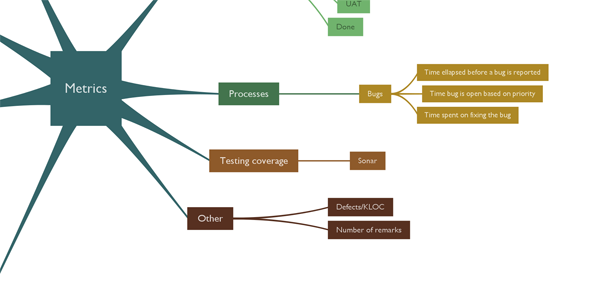 UAT
Done
Metrics
Processes
Bugs
Time ellapsed before a bug is reported
Time bug is open based on priority
Time spent on fixing the bug
Testing coverage
Sonar
Other
Defects/KLOC
Number of remarks